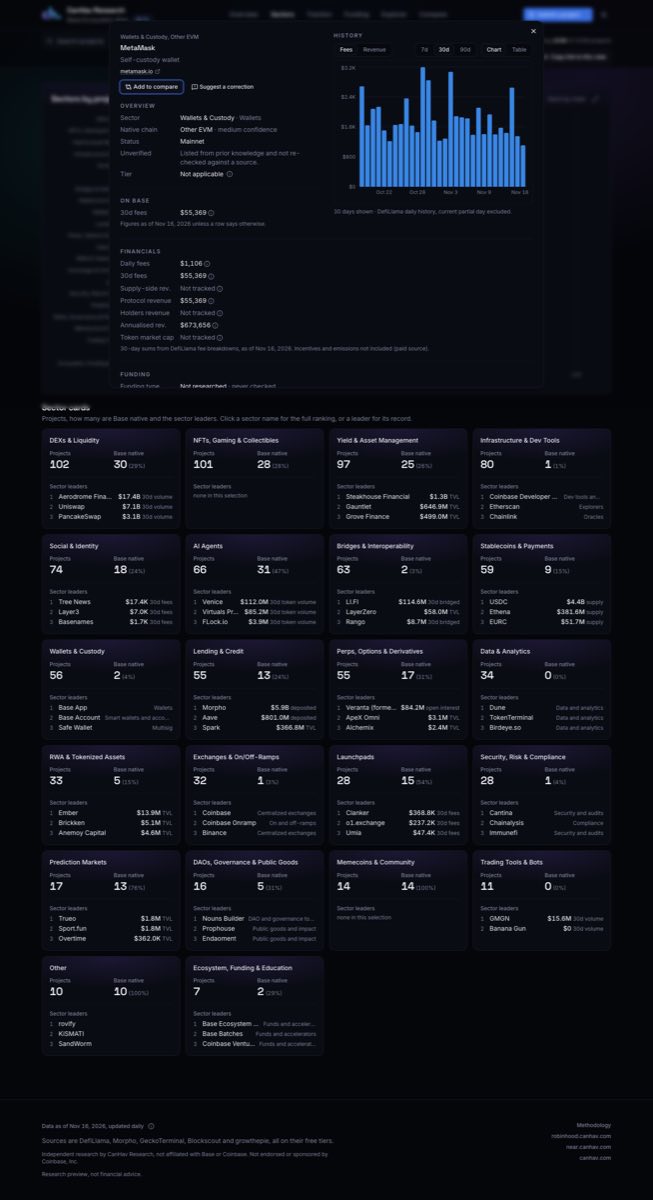 CanHav Research
Overview Sectors Funding Explorer Compare
Wallets & Custody, Other EVM
MetaMask
Self-custody wallet
metamask.io
Add to compare Suggest a correction
OVERVIEW
Sector Wallets & Custody · Wallets
Native chain Other EVM · medium confidence
Status Mainnet
Unverified Listed from prior knowledge and not re-
checked against a source.
Tier Not applicable
ON BASE
30d fees $55,369
Figures as of Nov 16, 2026 unless a row says otherwise.
HISTORY
Fees Revenue 7d 30d 90d Chart Table
$3.2K
$2.4K
$1.6K
$800
$0
Oct 22 Oct 28 Nov 3 Nov 9 Nov 16
30 days shown · DefiLlama daily history, current partial day excluded.
FINANCIALS
Daily fees $1,106
30d fees $55,369
Supply-side rev. Not tracked
Protocol revenue $55,369
Holders revenue Not tracked
Annualised rev. $673,656
Token market cap Not tracked
30-day sums from DefiLlama fee breakdowns, as of Nov 16, 2026. Incentives and emissions not included (paid source).
FUNDING
Funding type Not researched · never checked
Sector cards
Projects, how many are Base native and the sector leaders. Click a sector name for the full ranking, or a leader for its record.
DEXs & Liquidity
Projects Base native
102 30 (29%)
Sector leaders
1 Aerodrome Fina... $17.4B 30d volume
2 Uniswap $7.1B 30d volume
3 PancakeSwap $3.1B 30d volume
NFTs, Gaming & Collectibles
Projects Base native
101 28 (28%)
Sector leaders
none in this selection
Yield & Asset Management
Projects Base native
97 25 (26%)
Sector leaders
1 Steakhouse Financial $1.3B TVL
2 Gauntlet $646.9M TVL
3 Grove Finance $499.0M TVL
Infrastructure & Dev Tools
Projects Base native
80 1 (1%)
Sector leaders
1 Coinbase Developer ... Dev tools an...
2 Etherscan Explorers
3 Chainlink Oracles
Social & Identity
Projects Base native
74 18 (24%)
Sector leaders
1 Tree News $17.4K 30d fees
2 Layer3 $7.0K 30d fees
3 Basenames $1.7K 30d fees
AI Agents
Projects Base native
66 31 (47%)
Sector leaders
1 Venice $112.0M 30d token volume
2 Virtuals Pr... $85.2M 30d token volume
3 FLock.io $3.9M 30d token volume
Bridges & Interoperability
Projects Base native
63 2 (3%)
Sector leaders
1 LI.FI $114.6M 30d bridged
2 LayerZero $58.0M 30d bridged
3 Rango $8.7M 30d bridged
Stablecoins & Payments
Projects Base native
59 9 (15%)
Sector leaders
1 USDC $4.4B supply
2 Ethena $381.6M supply
3 EURC $51.7M supply
Wallets & Custody
Projects Base native
56 2 (4%)
Sector leaders
1 Base App Wallets
2 Base Account Smart wallets and acco...
3 Safe Wallet Multisig
Lending & Credit
Projects Base native
55 13 (24%)
Sector leaders
1 Morpho $5.9B deposited
2 Aave $801.0M deposited
3 Spark $366.8M TVL
Perps, Options & Derivatives
Projects Base native
55 17 (31%)
Sector leaders
1 Veranta (forme... $84.2M open interest
2 ApeX Omni $3.1M TVL
3 Alchemix $2.4M TVL
Data & Analytics
Projects Base native
34 0 (0%)
Sector leaders
1 Dune Data and analytics
2 TokenTerminal Data and analytics
3 Birdeye.so Data and analytics
RWA & Tokenized Assets
Projects Base native
33 5 (15%)
Sector leaders
1 Ember $13.9M TVL
2 Brickken $5.1M TVL
3 Anemoy Capital $4.6M TVL
Exchanges & On/Off-Ramps
Projects Base native
32 1 (3%)
Sector leaders
1 Coinbase Centralized exchanges
2 Coinbase Onramp On and off-ramps
3 Binance Centralized exchanges
Launchpads
Projects Base native
28 15 (54%)
Sector leaders
1 Clanker $368.8K 30d fees
2 o1.exchange $237.2K 30d fees
3 Umia $47.4K 30d fees
Security, Risk & Compliance
Projects Base native
28 1 (4%)
Sector leaders
1 Cantina Security and audits
2 Chainalysis Compliance
3 Immunefi Security and audits
Prediction Markets
Projects Base native
17 13 (76%)
Sector leaders
1 Trueo $1.8M TVL
2 Sport.fun $1.8M TVL
3 Overtime $362.0K TVL
DAOs, Governance & Public Goods
Projects Base native
16 5 (31%)
Sector leaders
1 Nouns Builder DAO and governance to...
2 Prophouse Public goods and impact
3 Endaoment Public goods and impact
Memecoins & Community
Projects Base native
14 14 (100%)
Sector leaders
none in this selection
Trading Tools & Bots
Projects Base native
11 0 (0%)
Sector leaders
1 GMGN $15.6M 30d volume
2 Banana Gun $0 30d volume
Other
Projects Base native
10 10 (100%)
Sector leaders
1 rovify
2 KiSMATI
3 SandWorm
Ecosystem, Funding & Education
Projects Base native
7 2 (29%)
Sector leaders
1 Base Ecosystem ... Funds and acceler...
2 Base Batches Funds and accelerators
3 Coinbase Ventu... Funds and accelerat...
Data as of Nov 16, 2026, updated daily
Sources are DefiLlama, Morpho, GeckoTerminal, Blockscout and growthepie, all on their free tiers.
Independent research by CanHav Research, not affiliated with Base or Coinbase. Not endorsed or sponsored by
Coinbase, Inc.
Research preview, not financial advice.
Methodology
robinhood.canhav.com
near.canhav.com
canhav.com